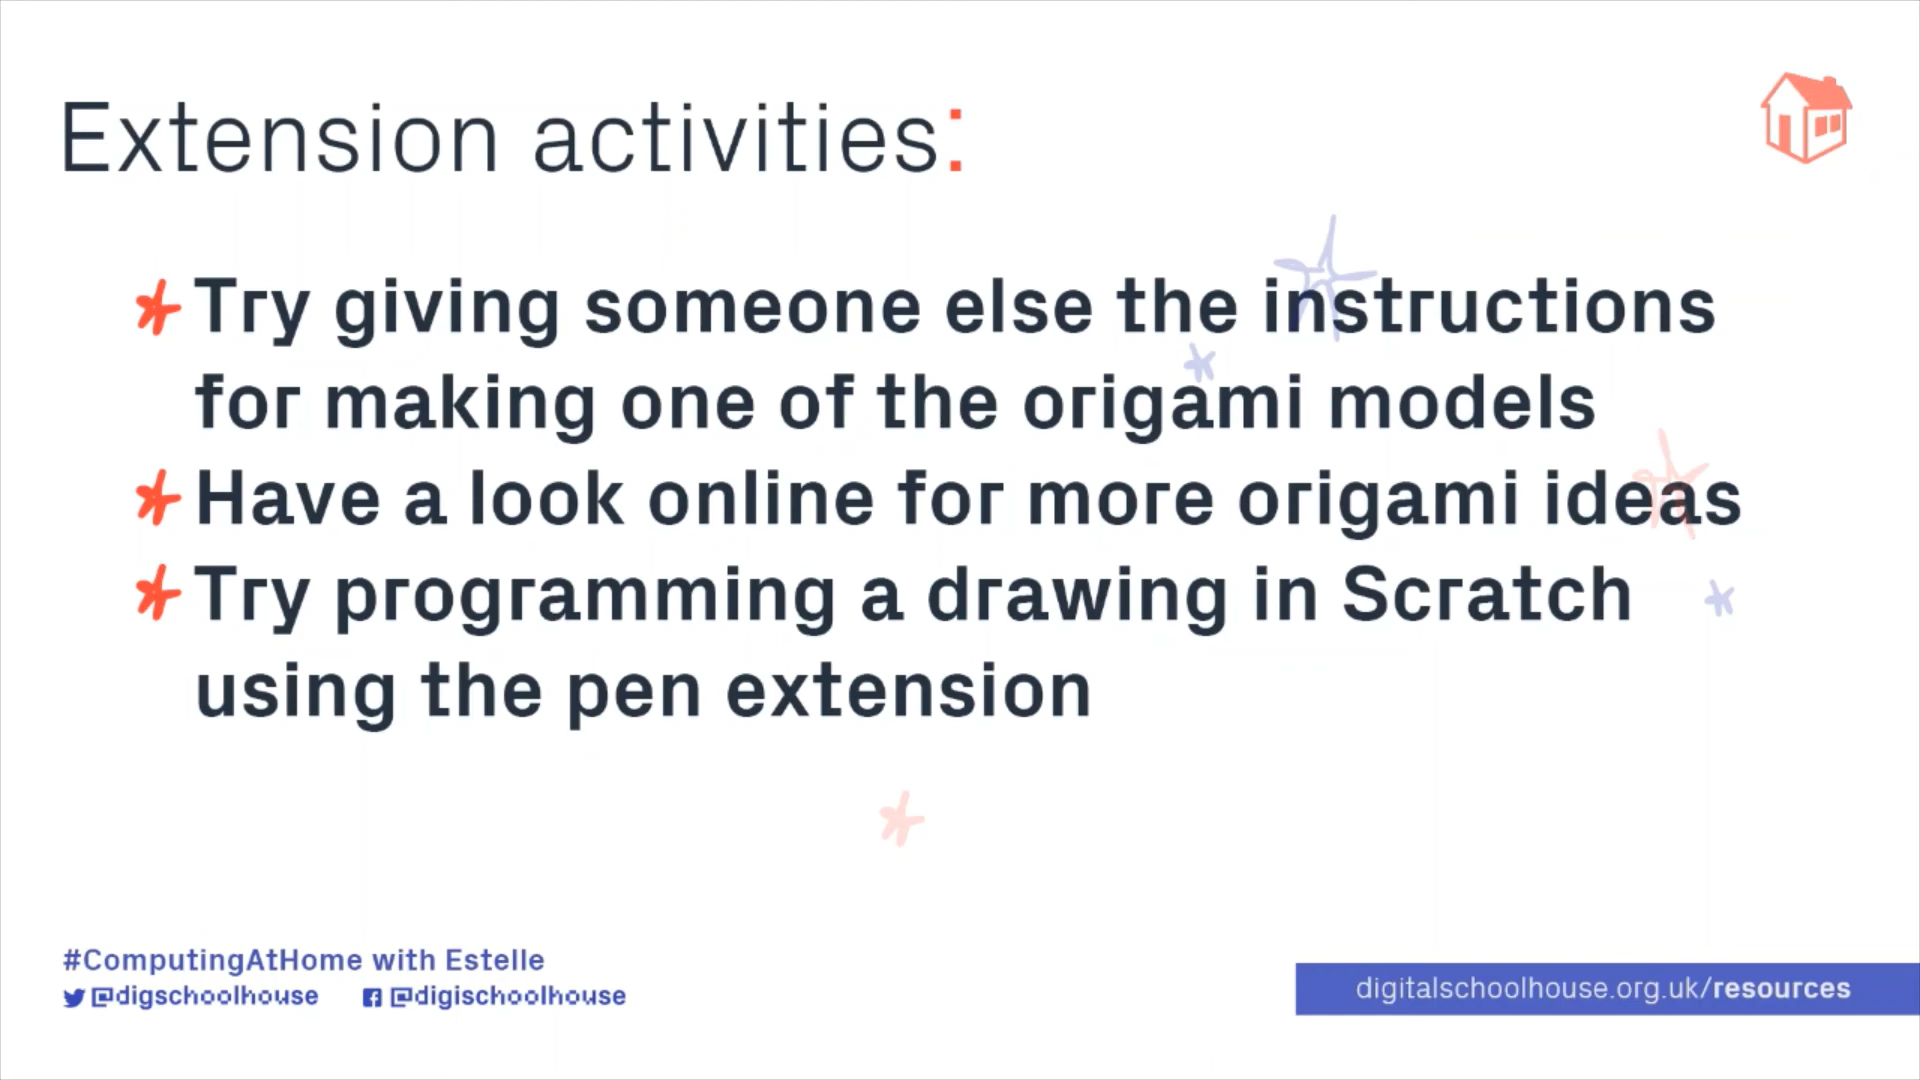 Extension activities:
Try giving someone else the instructions
for making one of the origami models
Have a look online for more origami ideas
Try programming a drawing in Scratch
using the pen extension
#ComputingAtHome with Estelle
@digschoolhouse @digischoolhouse
digitalschoolhouse.org.uk/resources